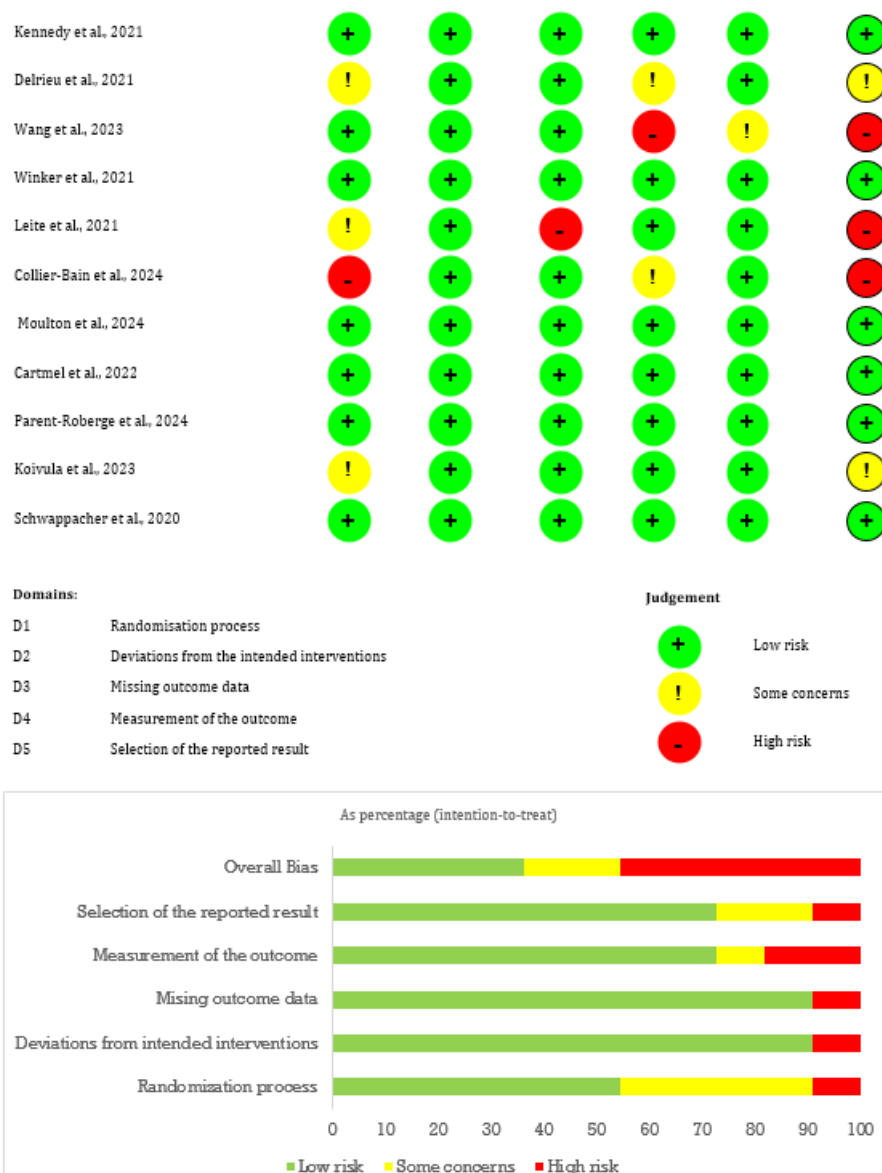 Kennedy et al., 2021 + + + + + +
Delrieu et al., 2021 ! + + ! + !
Wang et al., 2023 + + + - ! -
Winker et al., 2021 + + + + + +
Leite et al., 2021 ! + - + + -
Collier-Bain et al., 2024 - + + ! + -
Moulton et al., 2024 + + + + + +
Cartmel et al., 2022 + + + + + +
Parent-Roberge et al., 2024 + + + + + +
Koivula et al., 2023 ! + + + + !
Schwappacher et al., 2020 + + + + + +
Domains:
D1 Randomisation process
D2 Deviations from the intended interventions
D3 Missing outcome data
D4 Measurement of the outcome
D5 Selection of the reported result
Judgement
+ Low risk
! Some concerns
- High risk
As percentage (intention-to-treat)
Overall Bias
Selection of the reported result
Measurement of the outcome
Mising outcome data
Deviations from intended interventions
Randomization process
0 10 20 30 40 50 60 70 80 90 100
Low risk Some concerns High risk